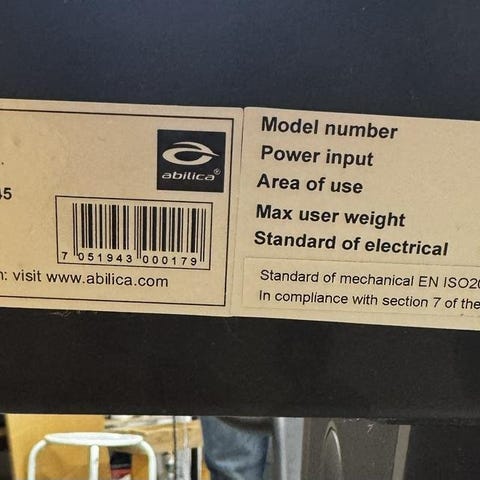 abilica®
45
7 051943 000179
n: visit www.abilica.com
Model number
Power input
Area of use
Max user weight
Standard of electrical
Standard of mechanical EN ISO20
In compliance with section 7 of the